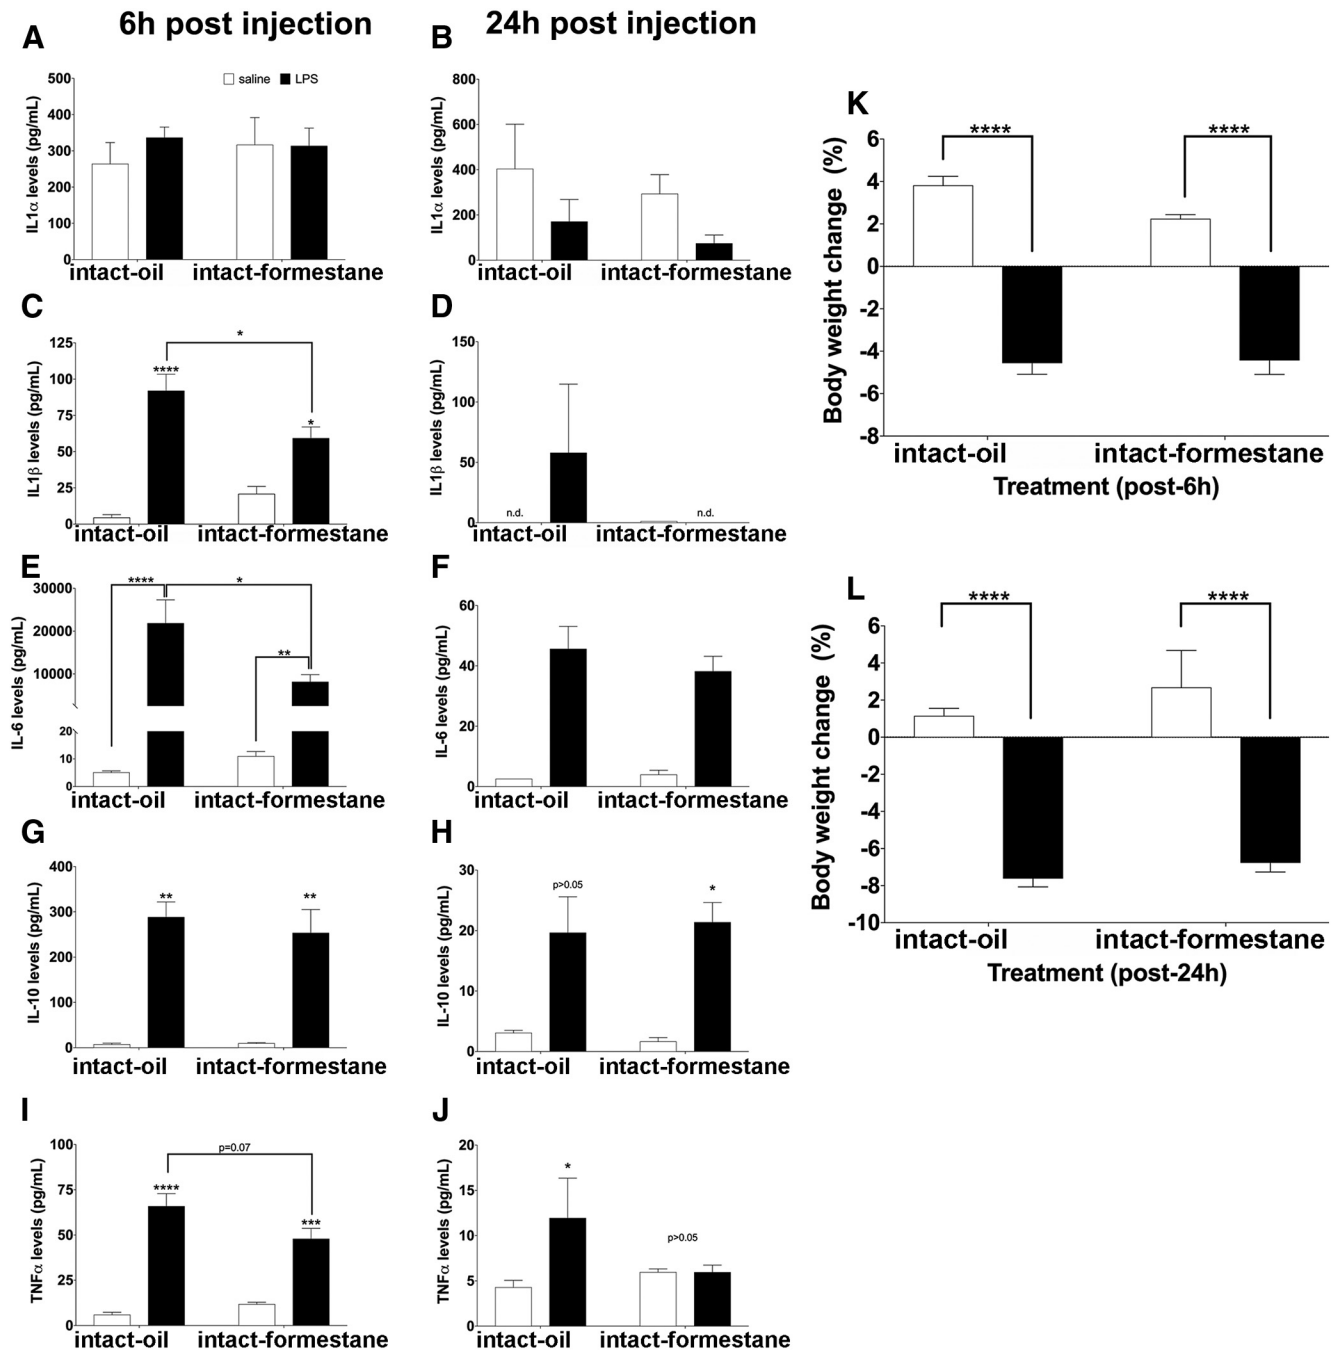 6h post injection
24h post injection
A
500
400
300
200
100
0
IL1α levels (pg/mL)
saline
LPS
intact-oil
intact-formestane
B
800
600
400
200
0
IL1α levels (pg/mL)
intact-oil
intact-formestane
C
125
100
75
50
25
0
IL1β levels (pg/mL)
****
*
*
intact-oil
intact-formestane
D
150
100
50
0
IL1β levels (pg/mL)
n.d.
n.d.
intact-oil
intact-formestane
E
30000
20000
10000
20
10
0
IL-6 levels (pg/mL)
****
*
**
intact-oil
intact-formestane
F
60
40
20
0
IL-6 levels (pg/mL)
intact-oil
intact-formestane
G
400
300
200
100
0
IL-10 levels (pg/mL)
**
**
intact-oil
intact-formestane
H
30
20
10
0
IL-10 levels (pg/mL)
p>0.05
*
intact-oil
intact-formestane
I
100
75
50
25
0
TNFα levels (pg/mL)
p=0.07
****
***
intact-oil
intact-formestane
J
20
15
10
5
0
TNFα levels (pg/mL)
*
p>0.05
intact-oil
intact-formestane
K
6
4
2
0
-2
-4
-6
-8
Body weight change (%)
****
****
intact-oil
intact-formestane
Treatment (post-6h)
L
6
4
2
0
-2
-4
-6
-8
-10
Body weight change (%)
****
****
intact-oil
intact-formestane
Treatment (post-24h)